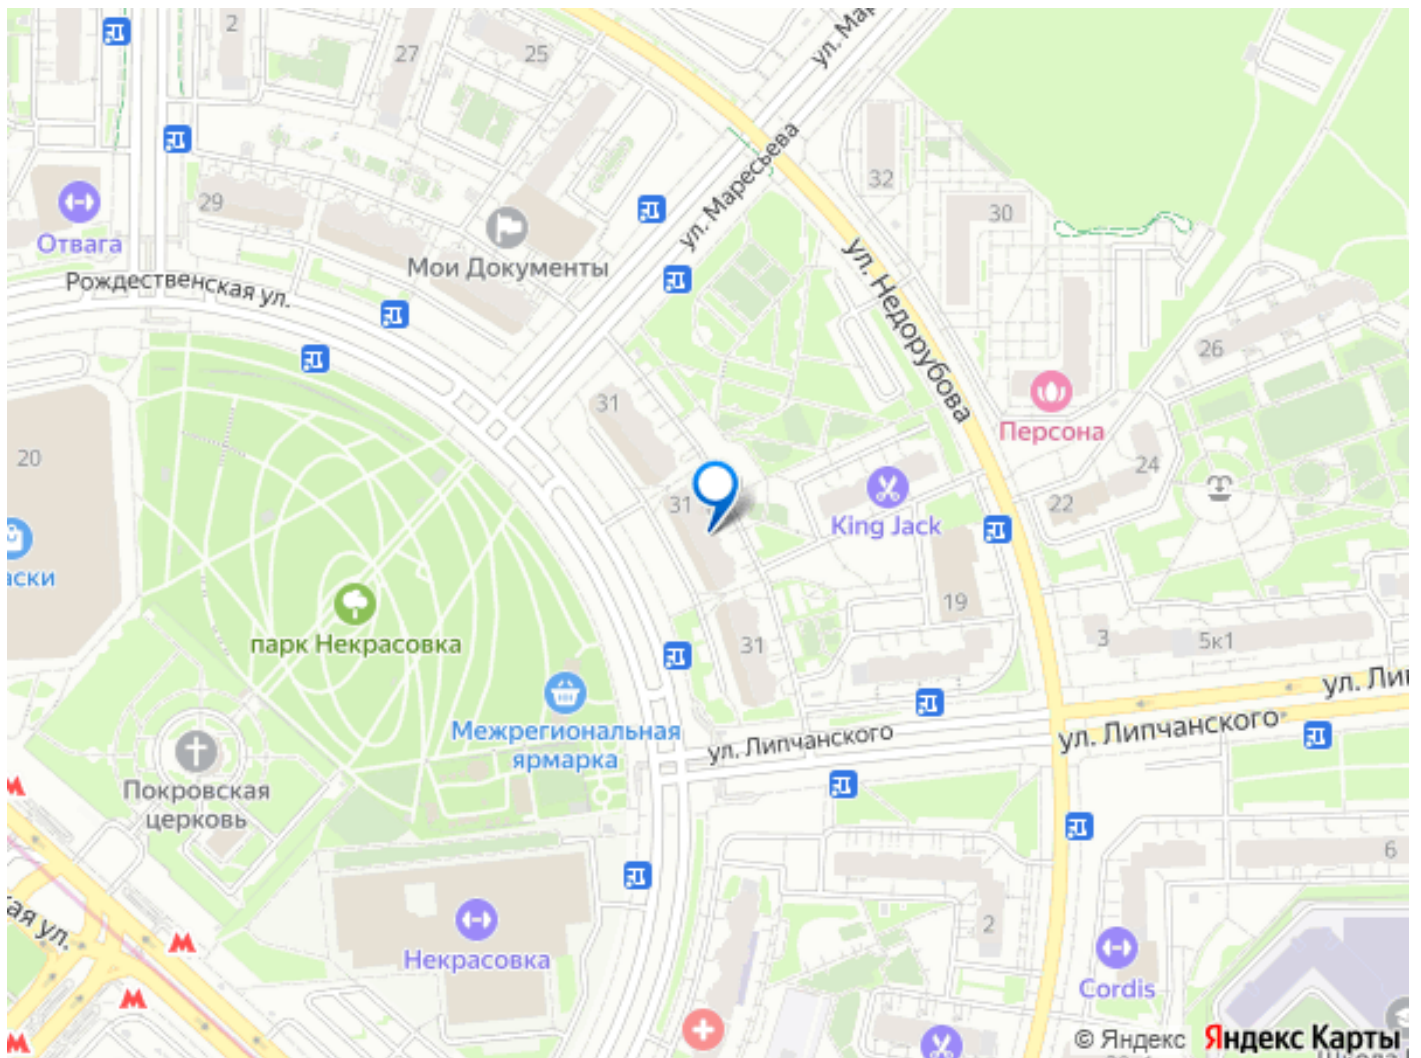 2
27
25
ул. Мар
29
Отвага
Мои Документы
ул. Маресьева
32
30
Рождественская ул.
ул. Недорубова
26
31
Персона
20
31
24
22
King Jack
аски
19
парк Некрасовка
31
3
5к1
ул. Ли
Межрегиональная
ярмарка
ул. Липчанского
ул. Липчанского
Покровская
церковь
6
ая ул.
2
Некрасовка
Cordis
© Яндекс Яндекс Карты